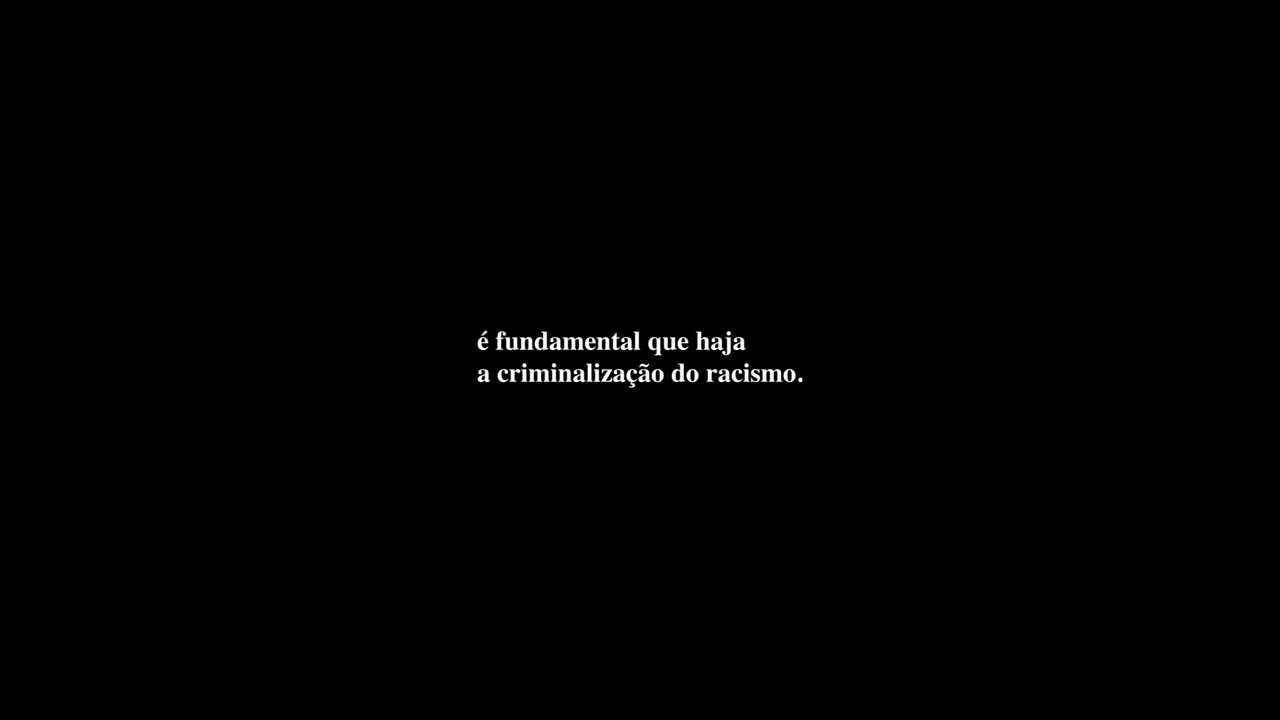 é fundamental que haja
a criminalização do racismo.